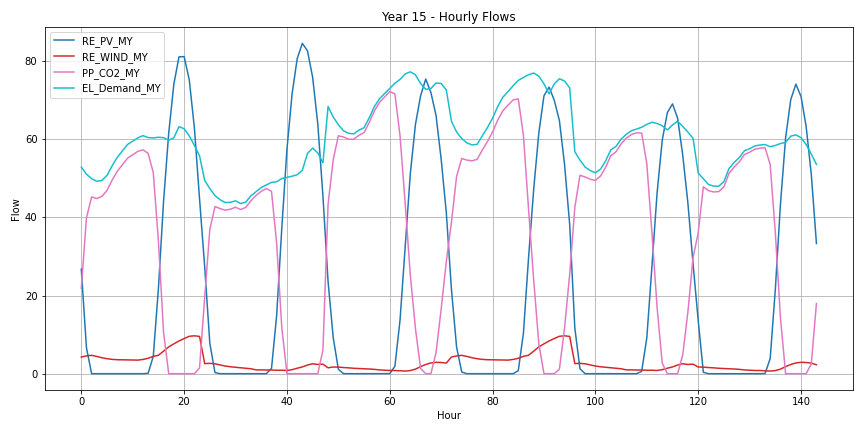 Year 15 - Hourly Flows
RE_PV_MY
RE_WIND_MY
PP_CO2_MY
EL_Demand_MY
80
60
40
20
0
Flow
0 20 40 60 80 100 120 140
Hour